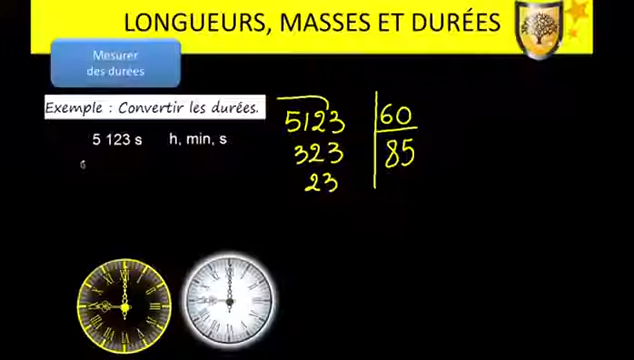 LONGUEURS, MASSES ET DURÉES
Mesurer
des durées
Exemple : Convertir les durées.
5 123 s h, min, s
5123 60
323 85
23